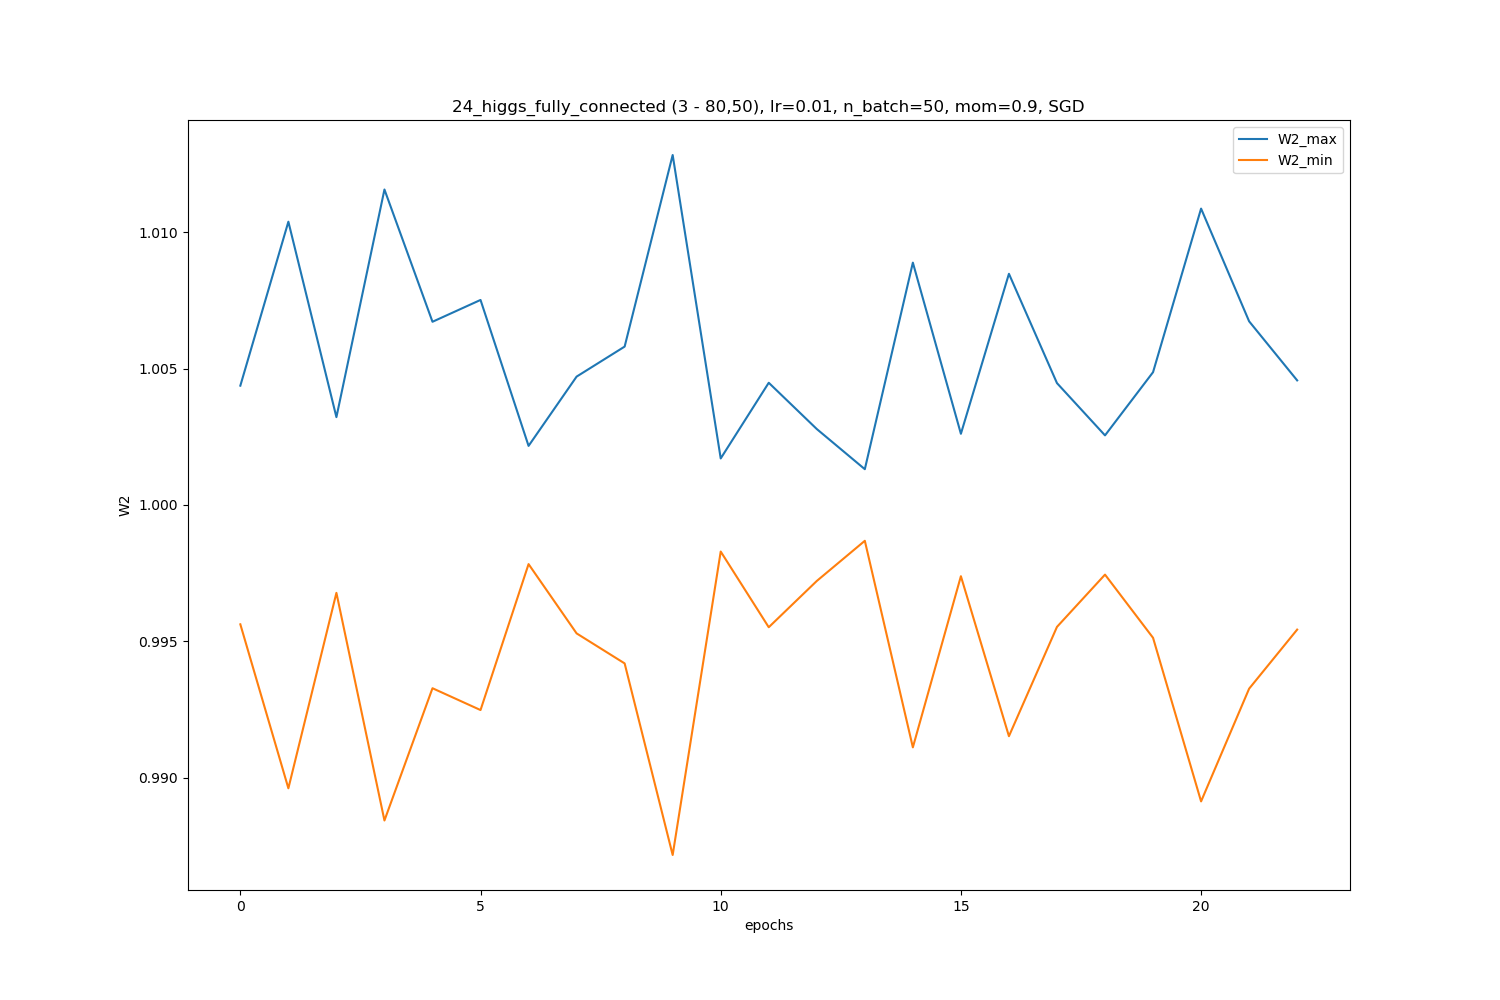 24_higgs_fully_connected (3 - 80,50), lr=0.01, n_batch=50, mom=0.9, SGD
W2_max
W2_min
1.010
1.005
1.000
0.995
0.990
W2
0 5 10 15 20
epochs